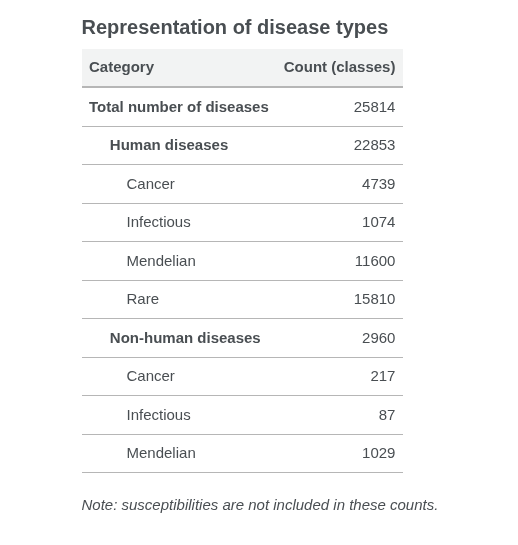 Representation of disease types
Category Count (classes)
Total number of diseases 25814
Human diseases 22853
Cancer 4739
Infectious 1074
Mendelian 11600
Rare 15810
Non-human diseases 2960
Cancer 217
Infectious 87
Mendelian 1029
Note: susceptibilities are not included in these counts.